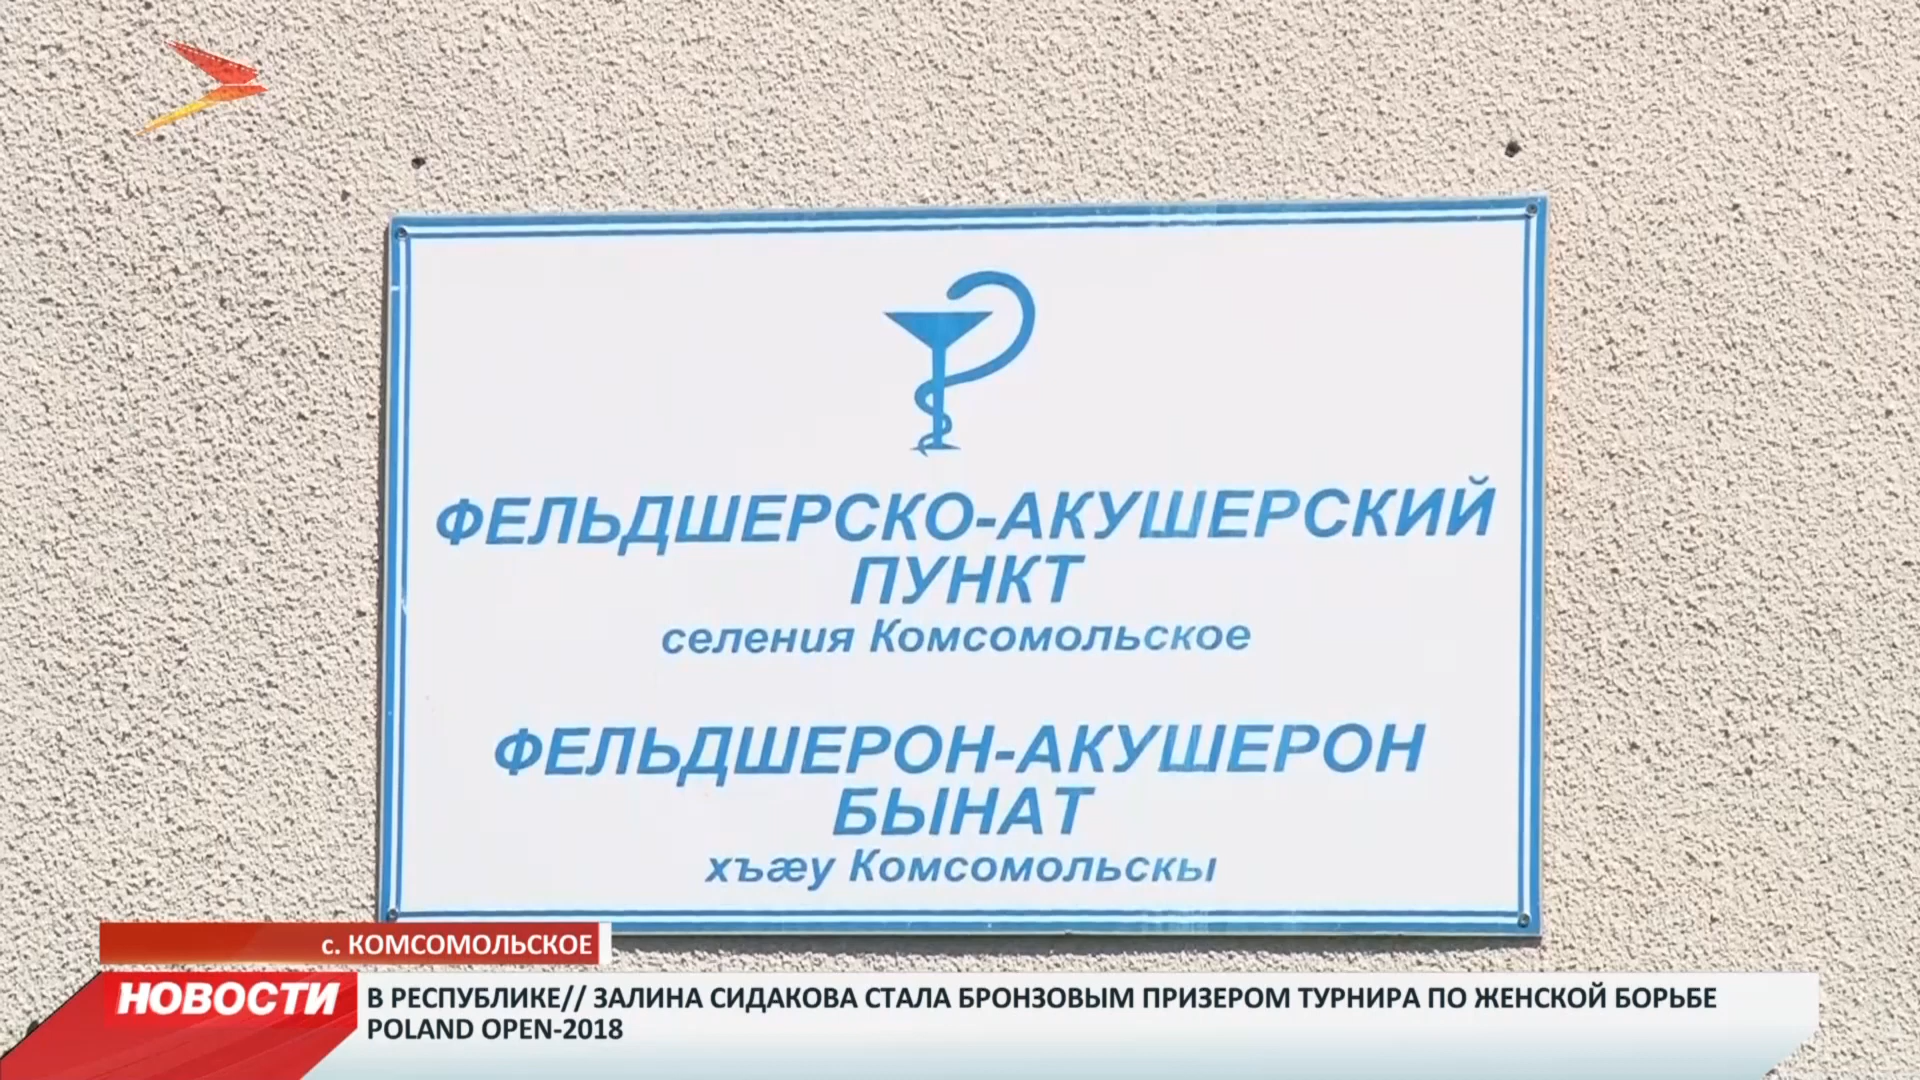 ФЕЛЬДШЕРСКО-АКУШЕРСКИЙ
ПУНКТ
селения Комсомольское
ФЕЛЬДШЕРОН-АКУШЕРОН
БЫНАТ
хъæу Комсомольскы
с. КОМСОМОЛЬСКОЕ
НОВОСТИ
В РЕСПУБЛИКЕ// ЗАЛИНА СИДАКОВА СТАЛА БРОНЗОВЫМ ПРИЗЕРОМ ТУРНИРА ПО ЖЕНСКОЙ БОРЬБЕ
POLAND OPEN-2018